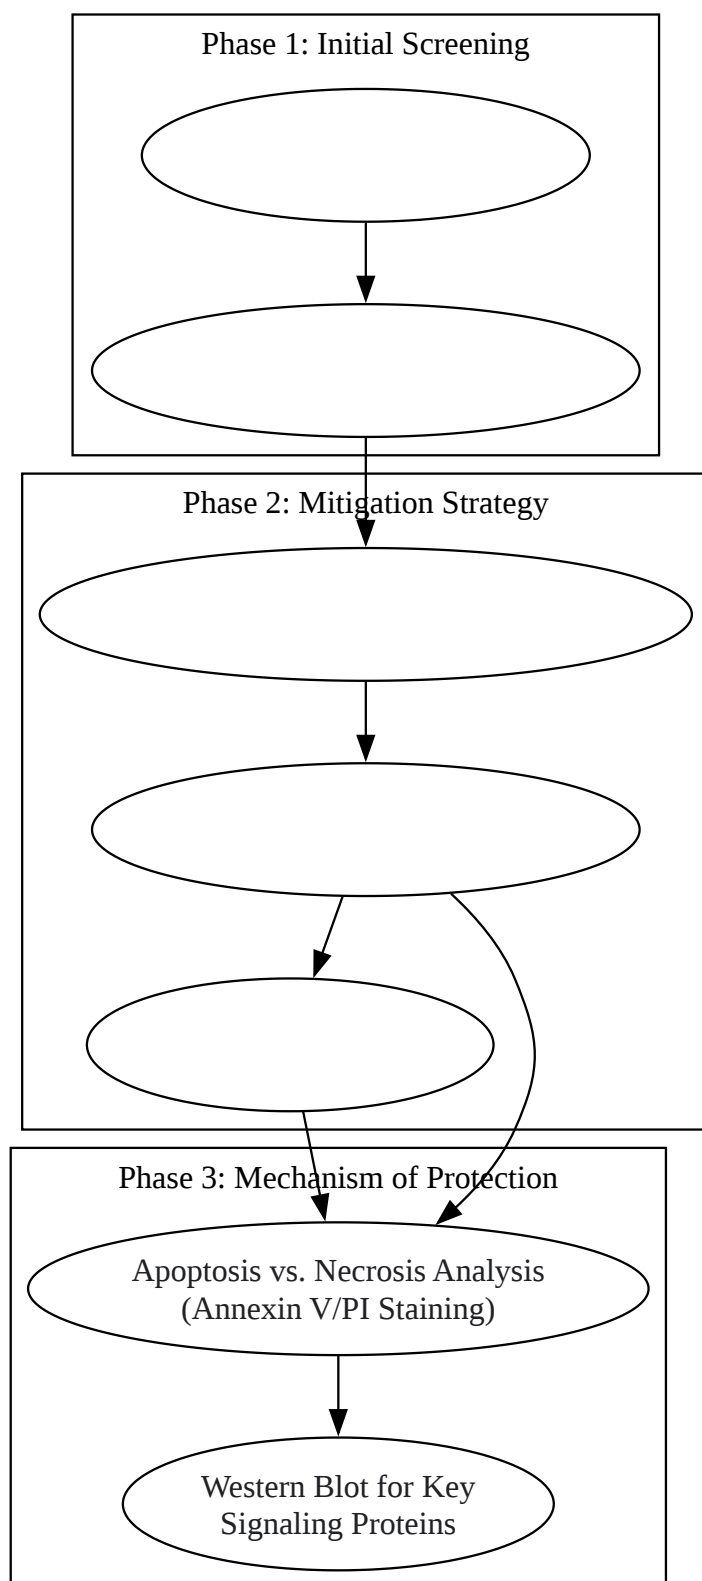 Phase 1: Initial Screening
Phase 2: Mitigation Strategy
Phase 3: Mechanism of Protection
Apoptosis vs. Necrosis Analysis
(Annexin V/PI Staining)
Western Blot for Key
Signaling Proteins